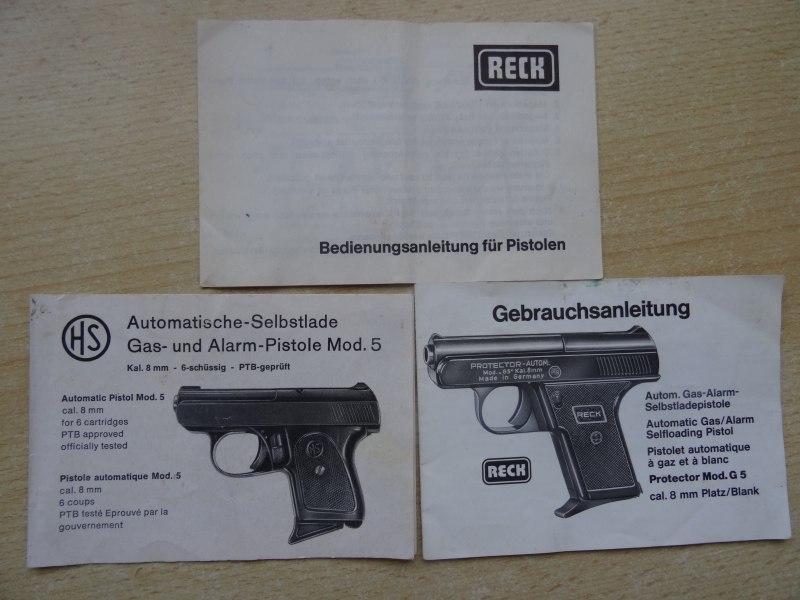 RECK
Bedienungsanleitung für Pistolen
HS
Automatische-Selbstlade
Gas- und Alarm-Pistole Mod. 5
Kal. 8 mm - 6-schüssig - PTB-geprüft
Automatic Pistol Mod. 5
cal. 8 mm
for 6 cartridges
PTB approved
officially tested
Pistole automatique Mod. 5
cal. 8 mm
6 coups
PTB testé Eprouvé par la
gouvernement
HS
Gebrauchsanleitung
PROTECTOR-AUTOM.
Kal. 8mm
Made in Germany
RECK
RECK
Autom. Gas-Alarm-
Selbstladepistole
Automatic Gas/Alarm
Selfloading Pistol
Pistolet automatique
à gaz et à blanc
Protector Mod. G 5
cal. 8 mm Platz/Blank